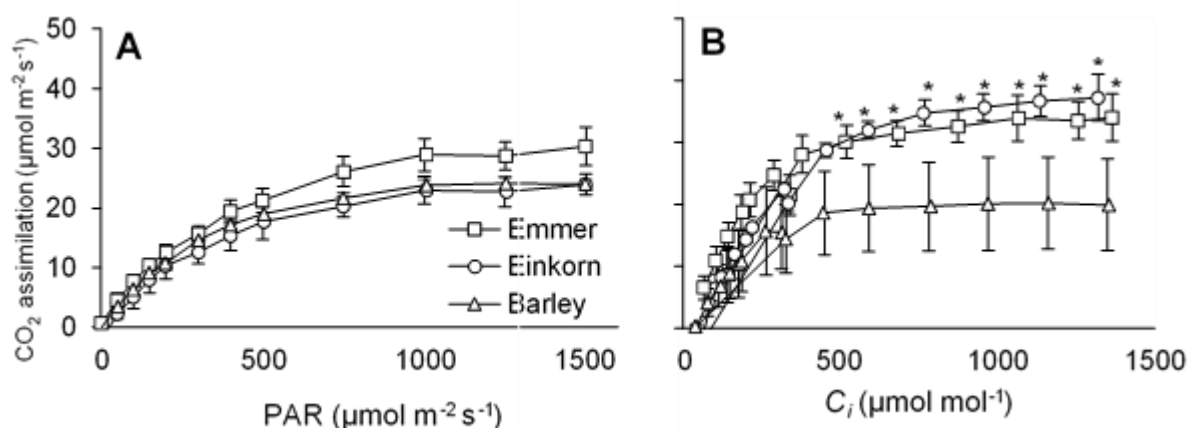 A
B
CO₂ assimilation (µmol m⁻² s⁻¹)
50
40
30
20
10
0
Emmer
Einkorn
Barley
* * * * * * * * * *
0 500 1000 1500
0 500 1000 1500
PAR (µmol m⁻² s⁻¹)
Cᵢ (µmol mol⁻¹)